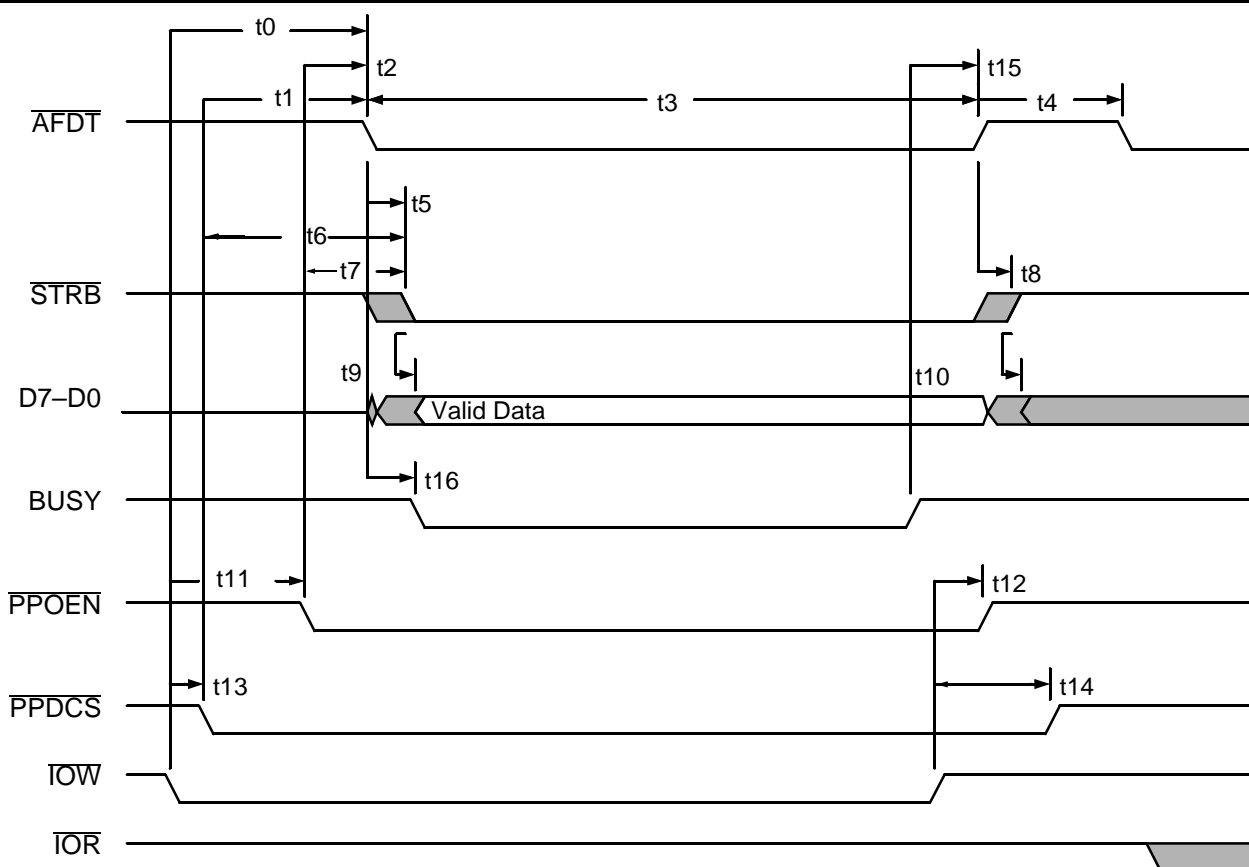 t0
t2
t15
t1
t3
t4
AFDT
t5
t6
t7
t8
STRB
t9
t10
D7–D0
Valid Data
t16
BUSY
t11
t12
PPOEN
t13
t14
PPDCS
IOW
IOR